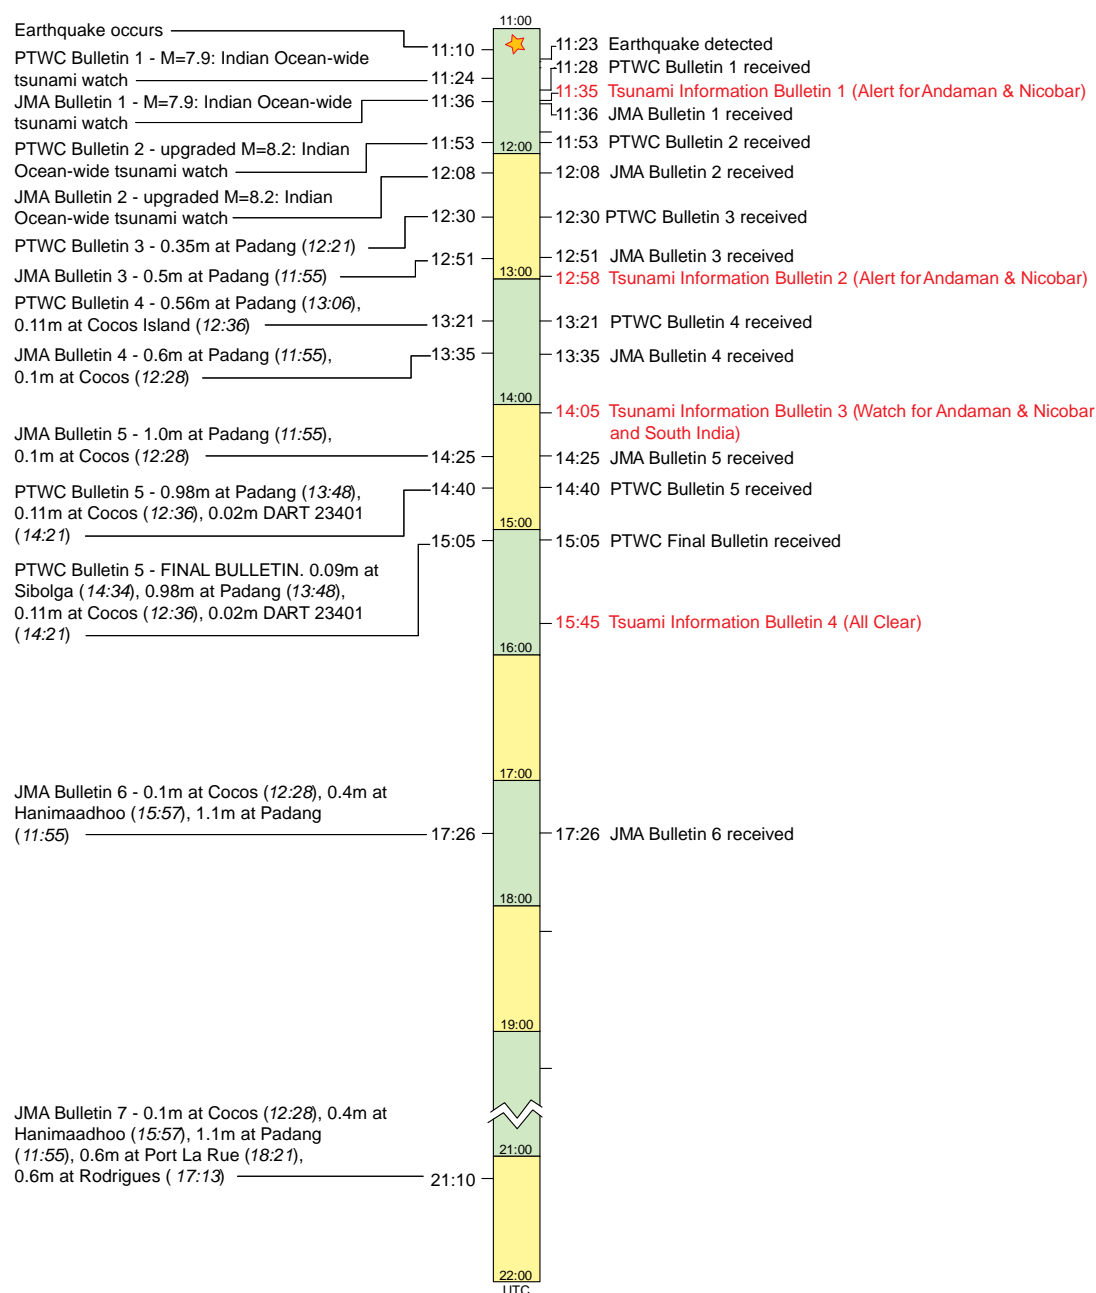 11:00
Earthquake occurs
11:10
PTWC Bulletin 1 - M=7.9: Indian Ocean-wide
tsunami watch
11:24
JMA Bulletin 1 - M=7.9: Indian Ocean-wide
tsunami watch
11:36
PTWC Bulletin 2 - upgraded M=8.2: Indian
Ocean-wide tsunami watch
11:53
JMA Bulletin 2 - upgraded M=8.2: Indian
Ocean-wide tsunami watch
12:08
PTWC Bulletin 3 - 0.35m at Padang (12:21)
12:30
JMA Bulletin 3 - 0.5m at Padang (11:55)
12:51
PTWC Bulletin 4 - 0.56m at Padang (13:06),
0.11m at Cocos Island (12:36)
13:21
JMA Bulletin 4 - 0.6m at Padang (11:55),
0.1m at Cocos (12:28)
13:35
JMA Bulletin 5 - 1.0m at Padang (11:55),
0.1m at Cocos (12:28)
14:25
PTWC Bulletin 5 - 0.98m at Padang (13:48),
0.11m at Cocos (12:36), 0.02m DART 23401
(14:21)
14:40
PTWC Bulletin 5 - FINAL BULLETIN. 0.09m at
Sibolga (14:34), 0.98m at Padang (13:48),
0.11m at Cocos (12:36), 0.02m DART 23401
(14:21)
15:05
JMA Bulletin 6 - 0.1m at Cocos (12:28), 0.4m at
Hanimaadhoo (15:57), 1.1m at Padang
(11:55)
17:26
JMA Bulletin 7 - 0.1m at Cocos (12:28), 0.4m at
Hanimaadhoo (15:57), 1.1m at Padang
(11:55), 0.6m at Port La Rue (18:21),
0.6m at Rodrigues ( 17:13)
21:10
12:00
13:00
14:00
15:00
16:00
17:00
18:00
19:00
21:00
22:00
UTC
11:23 Earthquake detected
11:28 PTWC Bulletin 1 received
11:35 Tsunami Information Bulletin 1 (Alert for Andaman & Nicobar)
11:36 JMA Bulletin 1 received
11:53 PTWC Bulletin 2 received
12:08 JMA Bulletin 2 received
12:30 PTWC Bulletin 3 received
12:51 JMA Bulletin 3 received
12:58 Tsunami Information Bulletin 2 (Alert for Andaman & Nicobar)
13:21 PTWC Bulletin 4 received
13:35 JMA Bulletin 4 received
14:05 Tsunami Information Bulletin 3 (Watch for Andaman & Nicobar
and South India)
14:25 JMA Bulletin 5 received
14:40 PTWC Bulletin 5 received
15:05 PTWC Final Bulletin received
15:45 Tsuami Information Bulletin 4 (All Clear)
17:26 JMA Bulletin 6 received